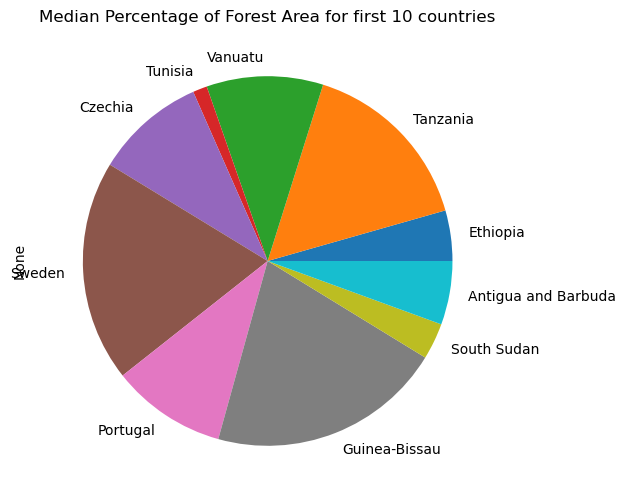 Median Percentage of Forest Area for first 10 countries
Vanuatu
Tunisia
Czechia
Tanzania
Ethiopia
None
Sweden
Antigua and Barbuda
South Sudan
Portugal
Guinea-Bissau